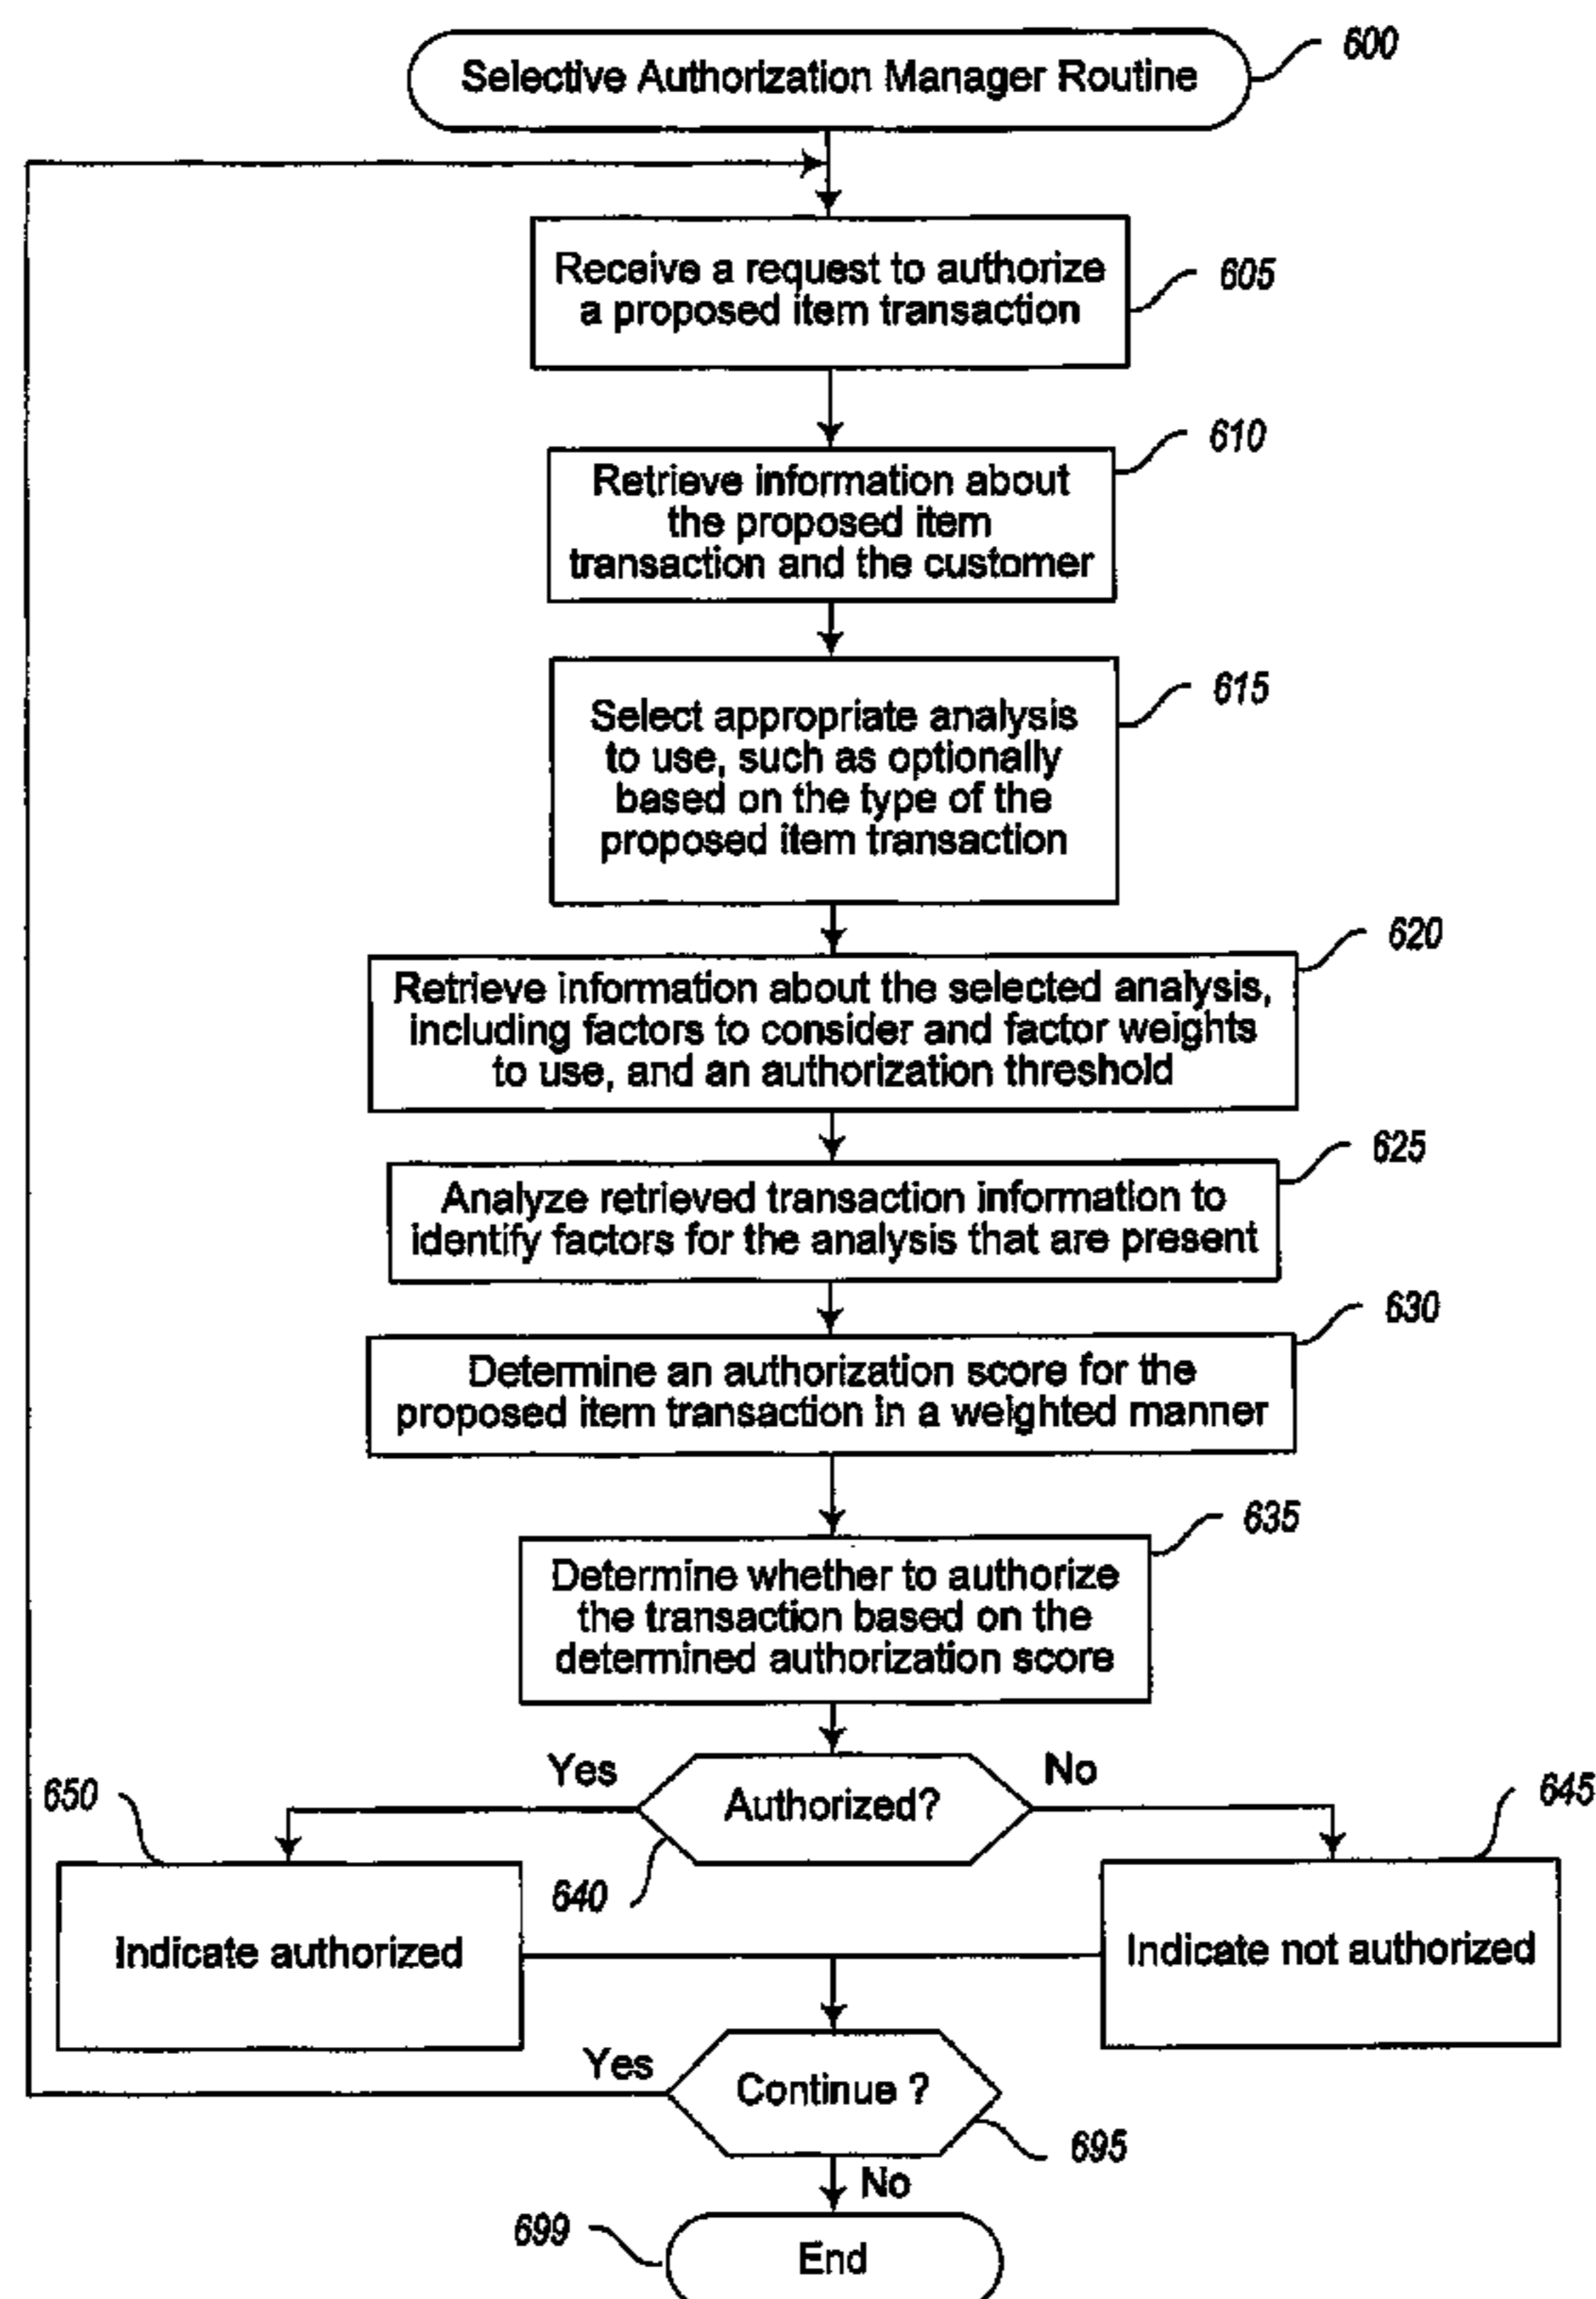 Selective Authorization Manager Routine
600
Receive a request to authorize
a proposed item transaction
605
610
Retrieve information about
the proposed item
transaction and the customer
615
Select appropriate analysis
to use, such as optionally
based on the type of the
proposed item transaction
620
Retrieve information about the selected analysis,
including factors to consider and factor weights
to use, and an authorization threshold
625
Analyze retrieved transaction information to
identify factors for the analysis that are present
630
Determine an authorization score for the
proposed item transaction in a weighted manner
635
Determine whether to authorize
the transaction based on the
determined authorization score
Yes
No
650
Authorized?
645
640
Indicate authorized
Indicate not authorized
Yes
Continue ?
695
No
699
End